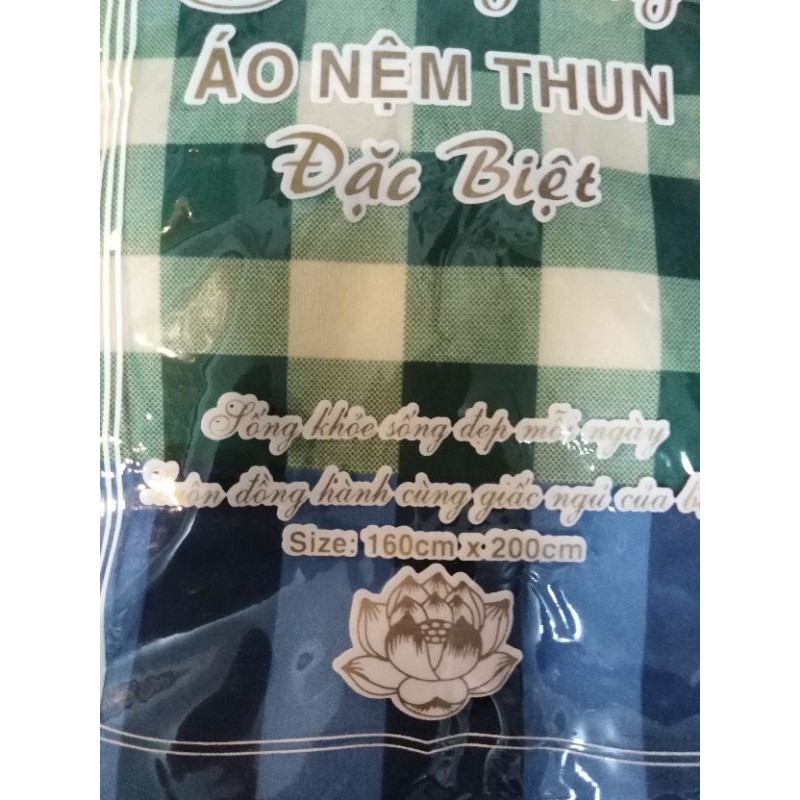 ÁO NỆM THUN
Đặc Biệt
Sống khỏe sống đẹp mỗi ngày
Luôn đồng hành cùng giấc ngủ của
Size: 160cm x 200cm